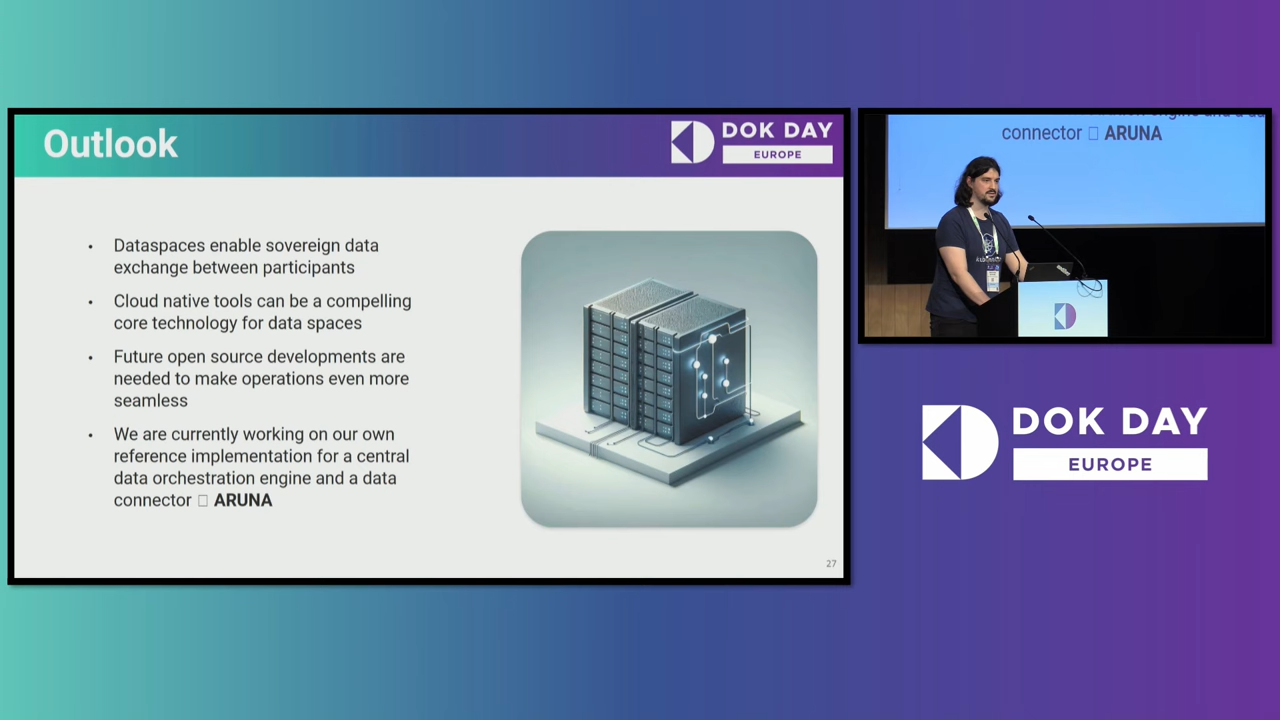 Outlook
DOK DAY
EUROPE
Dataspaces enable sovereign data
exchange between participants
Cloud native tools can be a compelling
core technology for data spaces
Future open source developments are
needed to make operations even more
seamless
We are currently working on our own
reference implementation for a central
data orchestration engine and a data
connector □ ARUNA
27
connector □ ARUNA
DOK DAY
EUROPE